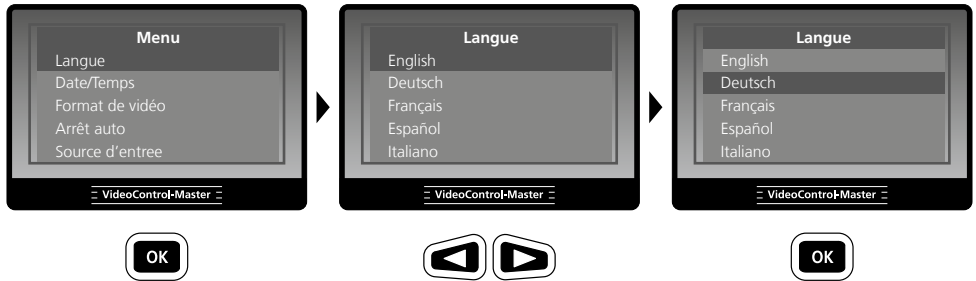 Menu
Langue
Date/Temps
Format de vidéo
Arrêt auto
Source d'entree
VideoControl-Master
OK
Langue
English
Deutsch
Français
Español
Italiano
VideoControl-Master
Langue
English
Deutsch
Français
Español
Italiano
VideoControl-Master
OK